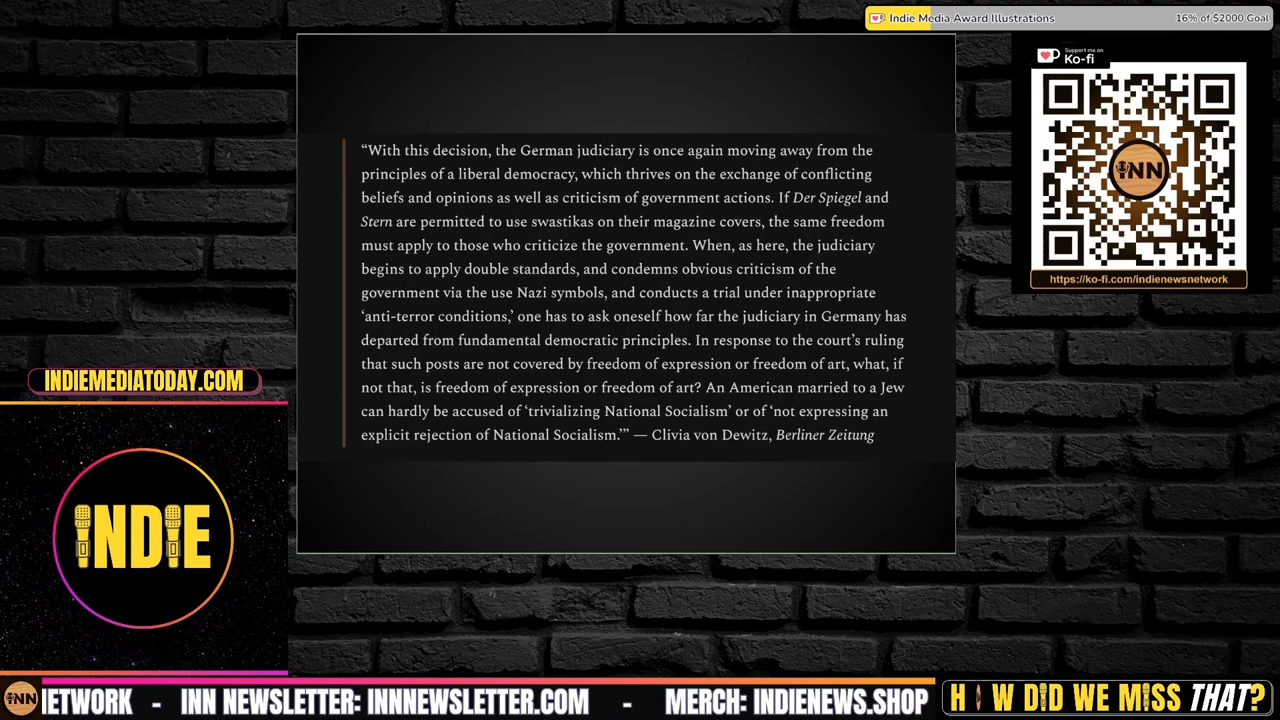 Indie Media Award Illustrations
16% of $2000 Goal
Support me on
Ko-fi
INN
https://ko-fi.com/indienewsnetwork
“With this decision, the German judiciary is once again moving away from the
principles of a liberal democracy, which thrives on the exchange of conflicting
beliefs and opinions as well as criticism of government actions. If Der Spiegel and
Stern are permitted to use swastikas on their magazine covers, the same freedom
must apply to those who criticize the government. When, as here, the judiciary
begins to apply double standards, and condemns obvious criticism of the
government via the use Nazi symbols, and conducts a trial under inappropriate
‘anti-terror conditions,’ one has to ask oneself how far the judiciary in Germany has
departed from fundamental democratic principles. In response to the court’s ruling
that such posts are not covered by freedom of expression or freedom of art, what, if
not that, is freedom of expression or freedom of art? An American married to a Jew
can hardly be accused of ‘trivializing National Socialism’ or of ‘not expressing an
explicit rejection of National Socialism.’” — Clivia von Dewitz, Berliner Zeitung
INDIEMEDIATODAY.COM
INDIE
INN
IETWORK - INN NEWSLETTER: INNNEWSLETTER.COM - MERCH: INDIENEWS.SHOP
HOW DID WE MISS THAT?